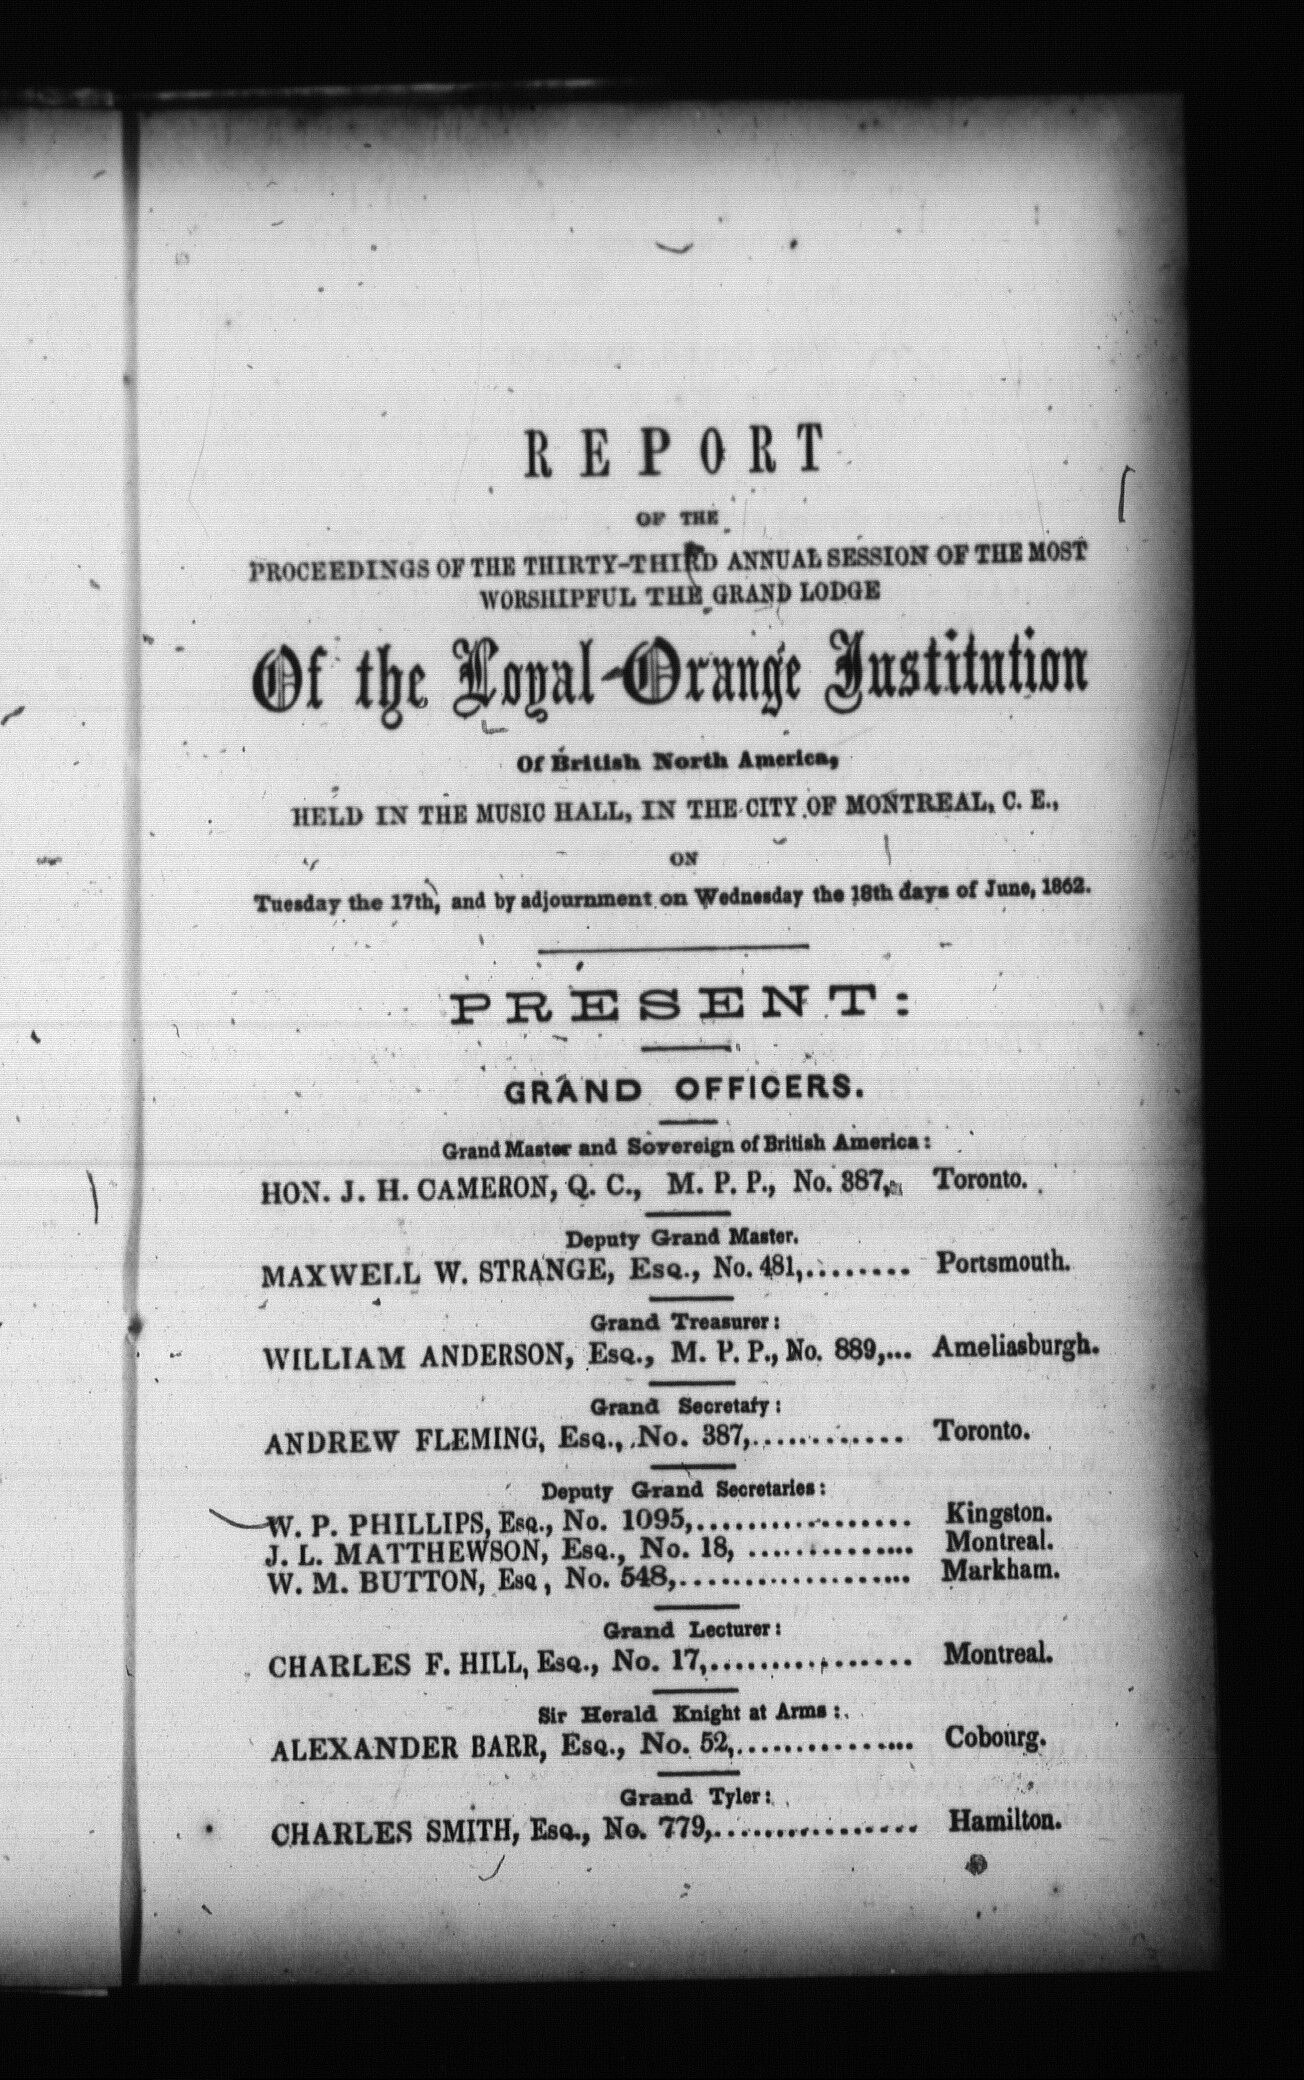 REPORT
OF THE
PROCEEDINGS OF THE THIRTY-THIRD ANNUAL SESSION OF THE MOST
WORSHIPFUL THE GRAND LODGE
Of the Loyal-Orange Institution
Of British North America,
HELD IN THE MUSIC HALL, IN THE CITY OF MONTREAL, C. E.,
ON
Tuesday the 17th, and by adjournment on Wednesday the 18th days of June, 1862.
PRESENT:
GRAND OFFICERS.
Grand Master and Sovereign of British America:
HON. J. H. CAMERON, Q. C., M. P. P., No. 387, Toronto.
Deputy Grand Master.
MAXWELL W. STRANGE, Esq., No. 481,........ Portsmouth.
Grand Treasurer:
WILLIAM ANDERSON, Esq., M. P. P., No. 889,... Ameliasburgh.
Grand Secretary:
ANDREW FLEMING, Esq., No. 387,............ Toronto.
Deputy Grand Secretaries:
W. P. PHILLIPS, Esq., No. 1095,................. Kingston.
J. L. MATTHEWSON, Esq., No. 18, ............. Montreal.
W. M. BUTTON, Esq, No. 548,.................. Markham.
Grand Lecturer:
CHARLES F. HILL, Esq., No. 17,................ Montreal.
Sir Herald Knight at Arms:
ALEXANDER BARR, Esq., No. 52,.............. Cobourg.
Grand Tyler:
CHARLES SMITH, Esq., No. 779,................ Hamilton.